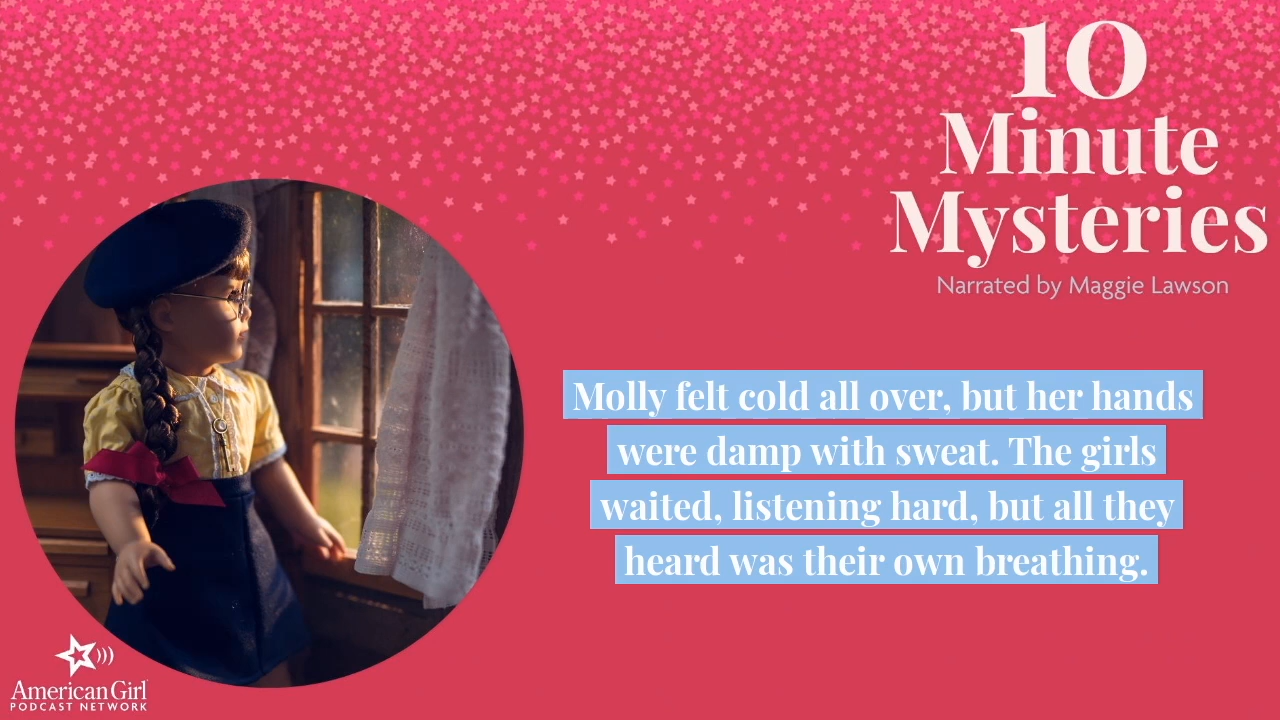 10
Minute
Mysteries
Narrated by Maggie Lawson
Molly felt cold all over, but her hands
were damp with sweat. The girls
waited, listening hard, but all they
heard was their own breathing.
American Girl
PODCAST NETWORK